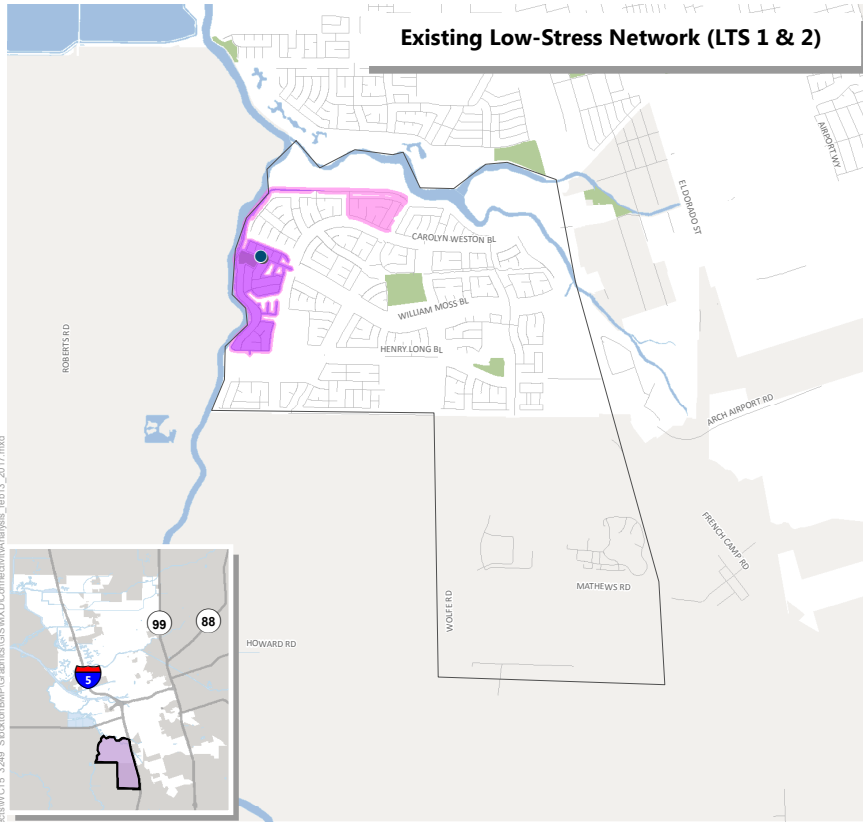 Existing Low-Stress Network (LTS 1 & 2)
AIRPORT WY
EL DORADO ST
CAROLYN WESTON BL
WILLIAM MOSS BL
HENRY LONG BL
ROBERTS RD
ARCH AIRPORT RD
FRENCH CAMP RD
MATHEWS RD
WOLFE RD
HOWARD RD
99
88
5